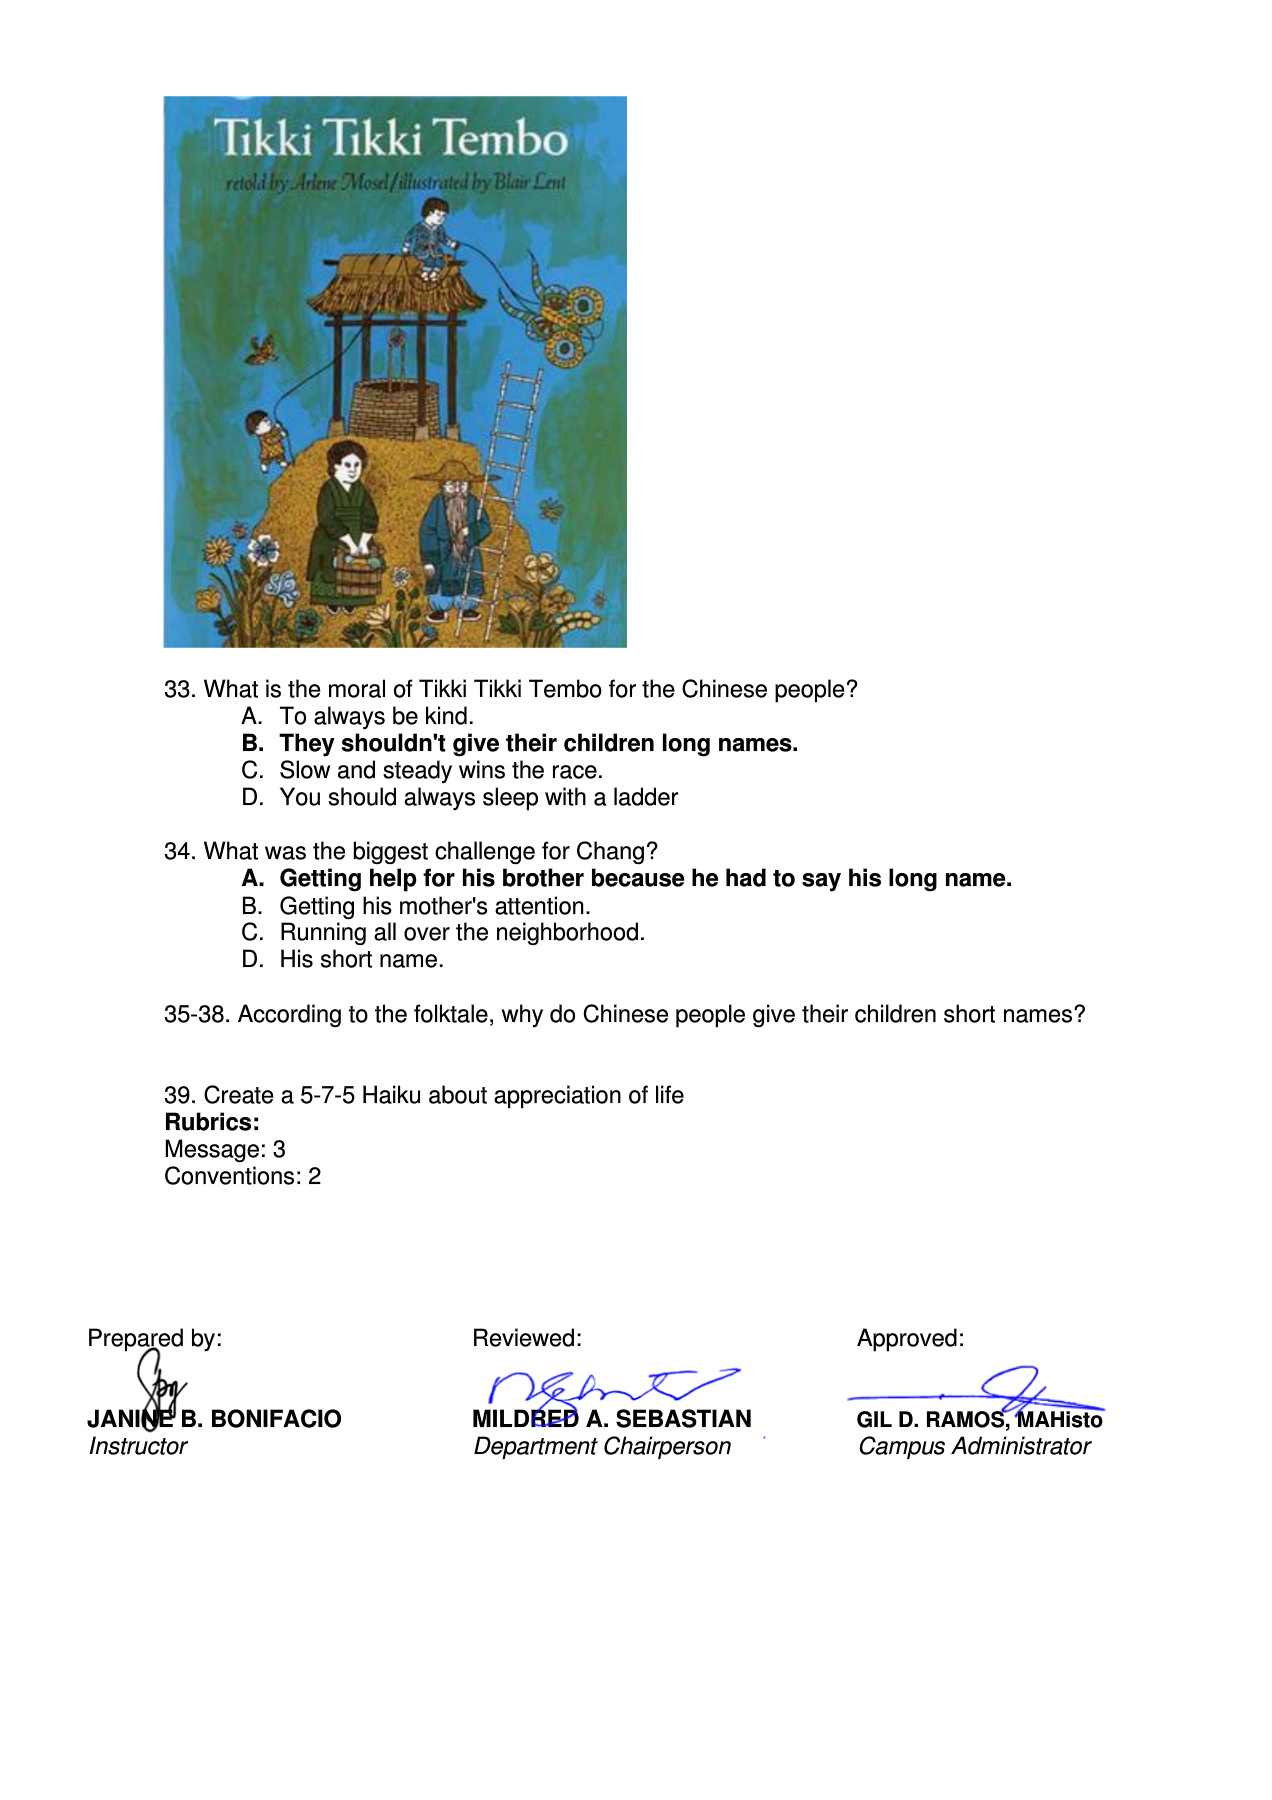 Tikki Tikki Tembo
retold by Arlene Mosel/illustrated by Blair Lent
33. What is the moral of Tikki Tikki Tembo for the Chinese people?
A. To always be kind.
B. They shouldn't give their children long names.
C. Slow and steady wins the race.
D. You should always sleep with a ladder
34. What was the biggest challenge for Chang?
A. Getting help for his brother because he had to say his long name.
B. Getting his mother's attention.
C. Running all over the neighborhood.
D. His short name.
35-38. According to the folktale, why do Chinese people give their children short names?
39. Create a 5-7-5 Haiku about appreciation of life
Rubrics:
Message: 3
Conventions: 2
Prepared by: Reviewed: Approved:
JANINE B. BONIFACIO MILDRED A. SEBASTIAN GIL D. RAMOS, MAHisto
Instructor Department Chairperson Campus Administrator